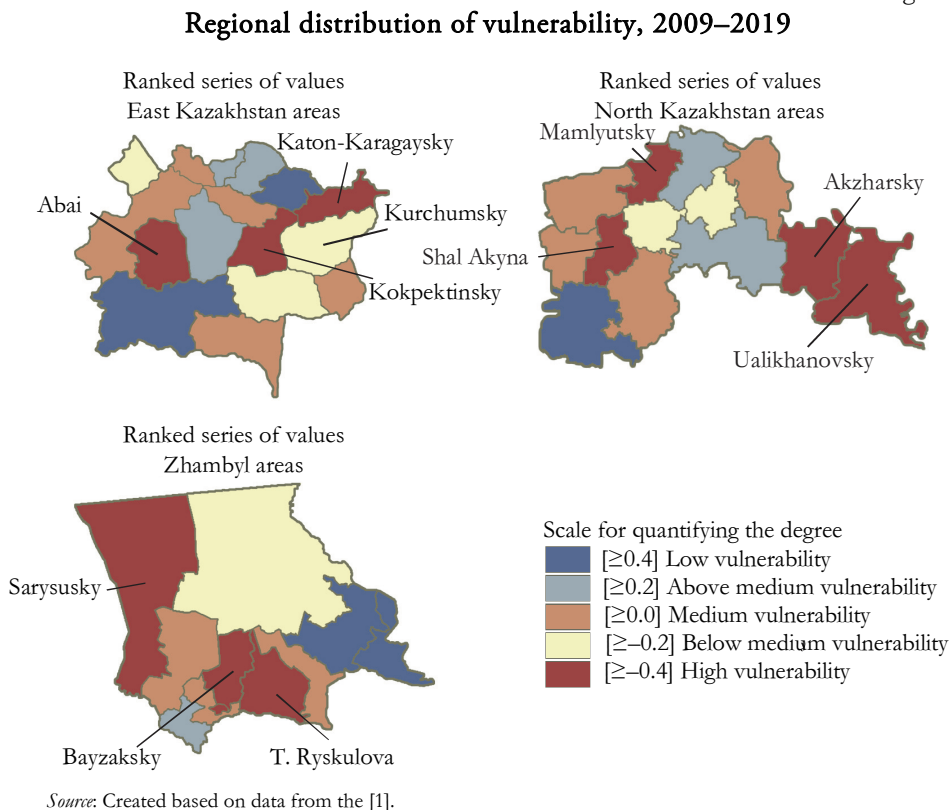 Regional distribution of vulnerability, 2009–2019
Ranked series of values
East Kazakhstan areas
Katon-Karagaysky
Abai
Kurchumsky
Kokpektinsky
Ranked series of values
North Kazakhstan areas
Mamlyutsky
Akzharsky
Shal Akyna
Ualikhanovsky
Ranked series of values
Zhambyl areas
Sarysusky
Bayzaksky
T. Ryskulova
Scale for quantifying the degree
[≥0.4] Low vulnerability
[≥0.2] Above medium vulnerability
[≥0.0] Medium vulnerability
[≥–0.2] Below medium vulnerability
[≥–0.4] High vulnerability
Source: Created based on data from the [1].